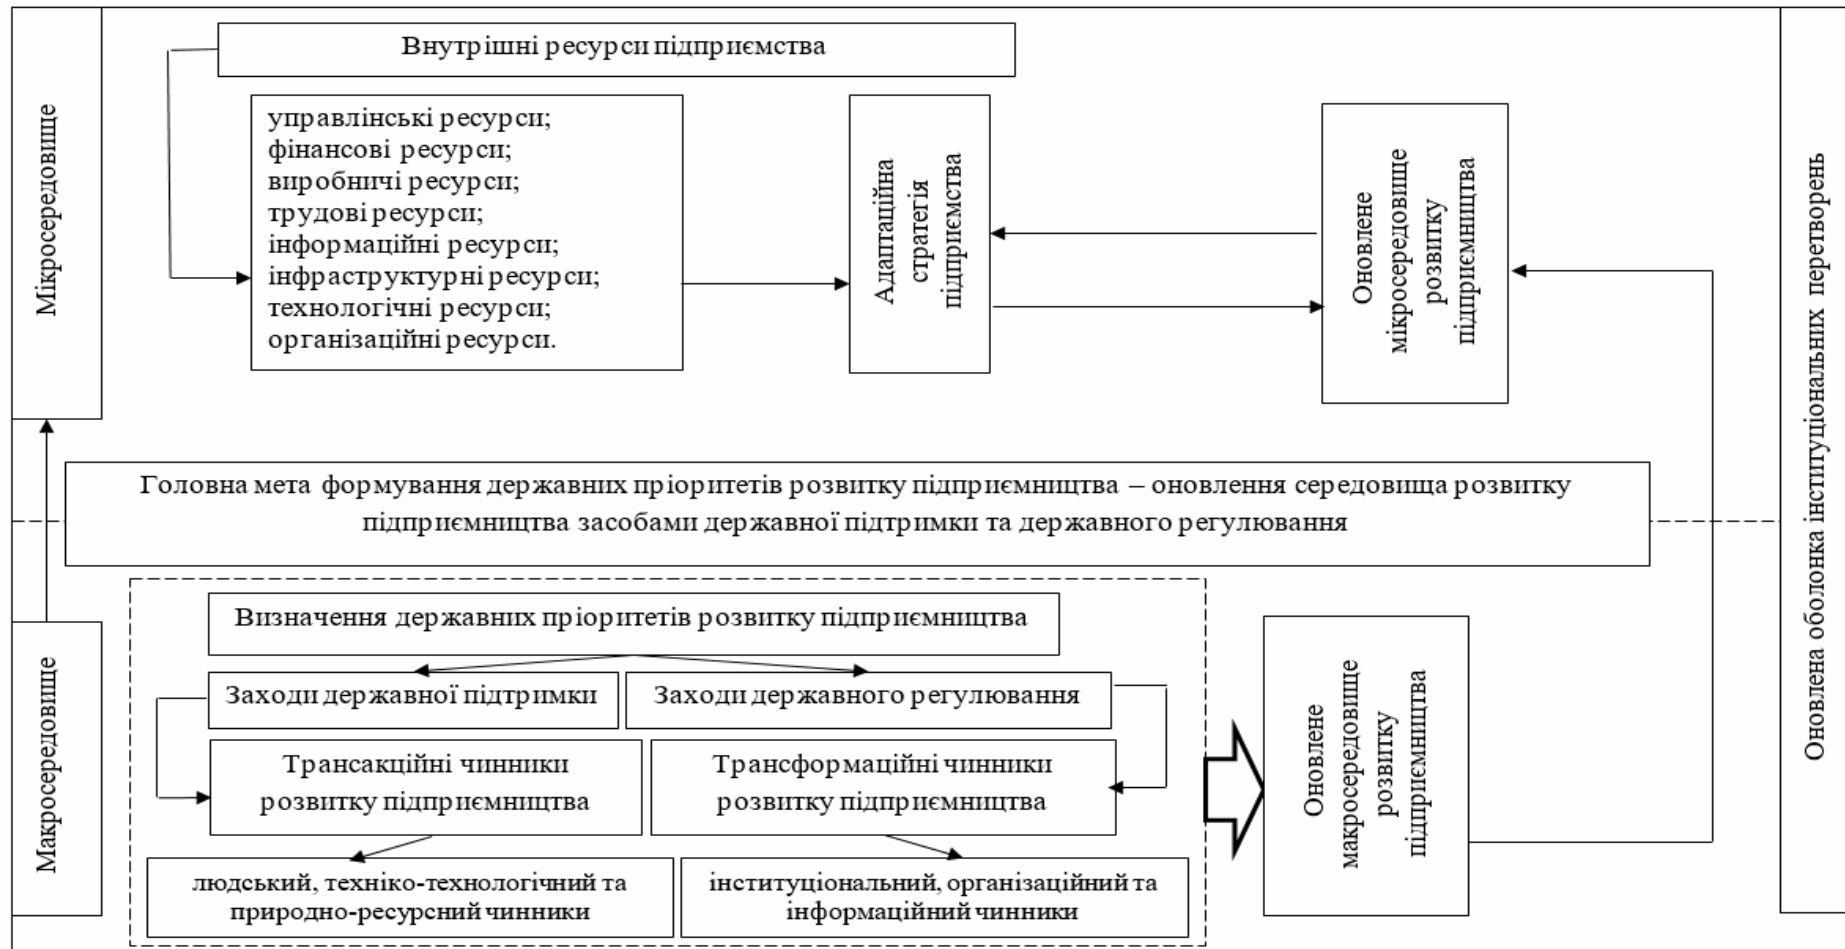 Мікросередовище
Внутрішні ресурси підприємства
управлінські ресурси;
фінансові ресурси;
виробничі ресурси;
трудові ресурси;
інформаційні ресурси;
інфраструктурні ресурси;
технологічні ресурси;
організаційні ресурси.
Адаптаційна
стратегія
підприємства
Оновлене
мікросередовище
розвитку
підприємництва
Оновлена оболонка інституціональних перетворень
Головна мета формування державних пріоритетів розвитку підприємництва – оновлення середовища розвитку
підприємництва засобами державної підтримки та державного регулювання
Макросередовище
Визначення державних пріоритетів розвитку підприємництва
Заходи державної підтримки
Заходи державного регулювання
Трансакційні чинники
розвитку підприємництва
Трансформаційні чинники
розвитку підприємництва
людський, техніко-технологічний та
природно-ресурсний чинники
інституціональний, організаційний та
інформаційний чинники
Оновлене
макросередовище
розвитку
підприємництва